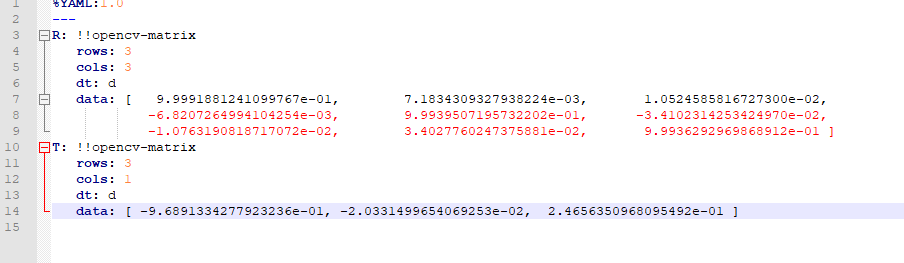 1 %YAML:1.0
2 ---
3 R: !!opencv-matrix
4 rows: 3
5 cols: 3
6 dt: d
7 data: [ 9.9991881241099767e-01, 7.1834309327938224e-03, 1.0524585816727300e-02,
8 -6.8207264994104254e-03, 9.9939507195732202e-01, -3.4102314253424970e-02,
9 -1.0763190818717072e-02, 3.4027760247375881e-02, 9.9936292969868912e-01 ]
10 T: !!opencv-matrix
11 rows: 3
12 cols: 1
13 dt: d
14 data: [ -9.6891334277923236e-01, -2.0331499654069253e-02, 2.4656350968095492e-01 ]
15